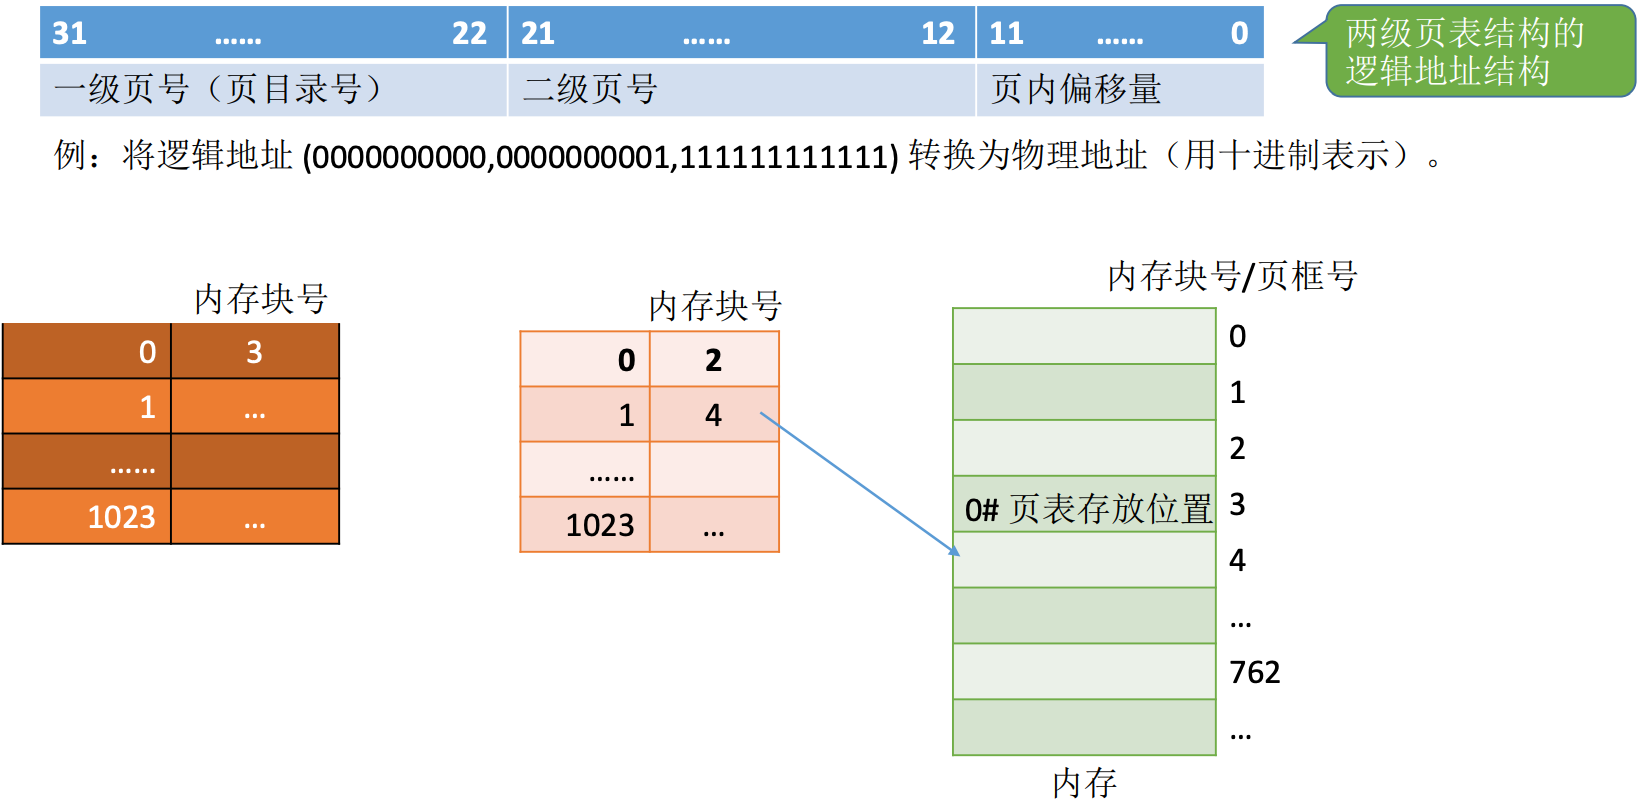 31 …… 22 21 …… 12 11 …… 0
一级页号（页目录号） 二级页号 页内偏移量
两级页表结构的
逻辑地址结构
例：将逻辑地址 (0000000000,0000000001,111111111111) 转换为物理地址（用十进制表示）。
内存块号
0 3
1 …
……
1023 …
内存块号
0 2
1 4
……
1023 …
内存块号/页框号
0
1
2
0# 页表存放位置 3
4
…
762
…
内存